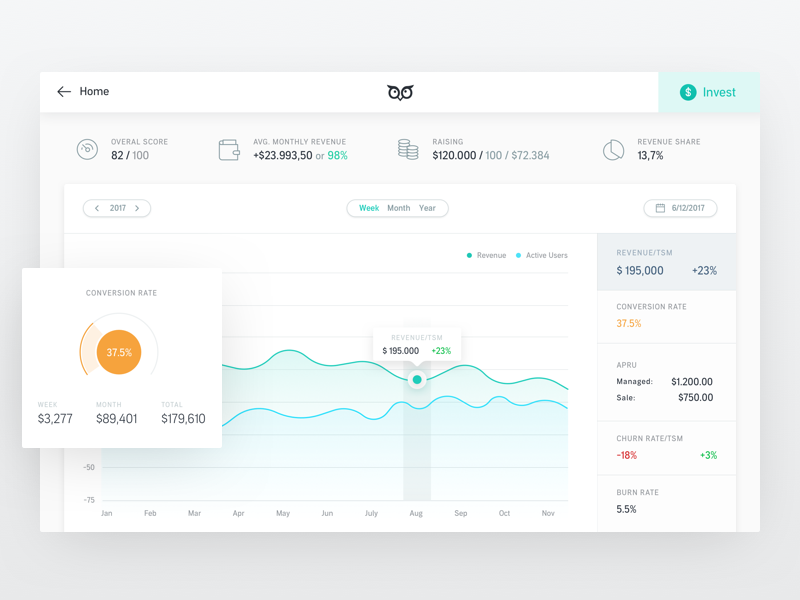 Home
$ Invest
OVERAL SCORE
82 / 100
AVG. MONTHLY REVENUE
+$23.993,50 or 98%
RAISING
$120.000 / 100 / $72.384
REVENUE SHARE
13,7%
2017
Week Month Year
6/12/2017
Revenue Active Users
CONVERSION RATE
37.5%
WEEK MONTH TOTAL
$3,277 $89,401 $179,610
REVENUE/TSM
$ 195.000 +23%
-50
-75
Jan Feb Mar Apr May Jun July Aug Sep Oct Nov
REVENUE/TSM
$ 195,000 +23%
CONVERSION RATE
37.5%
APRU
Managed: $1.200.00
Sale: $750.00
CHURN RATE/TSM
-18% +3%
BURN RATE
5.5%